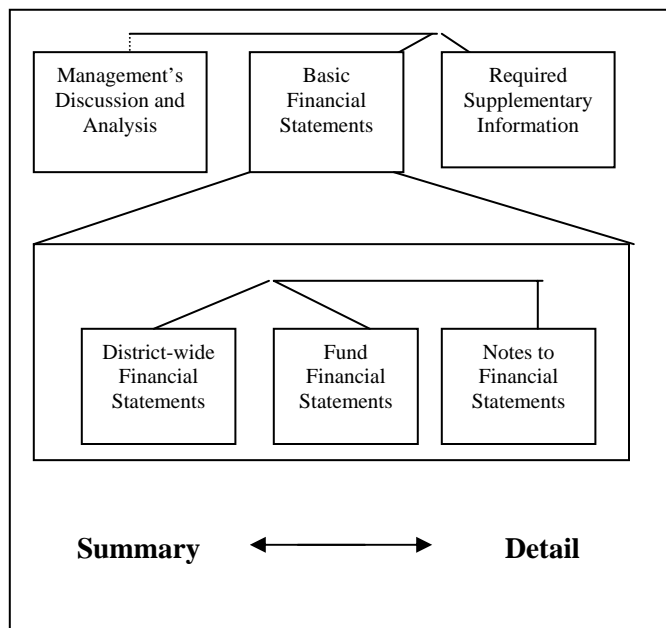 Management’s
Discussion and
Analysis
Basic
Financial
Statements
Required
Supplementary
Information
District-wide
Financial
Statements
Fund
Financial
Statements
Notes to
Financial
Statements
Summary
Detail